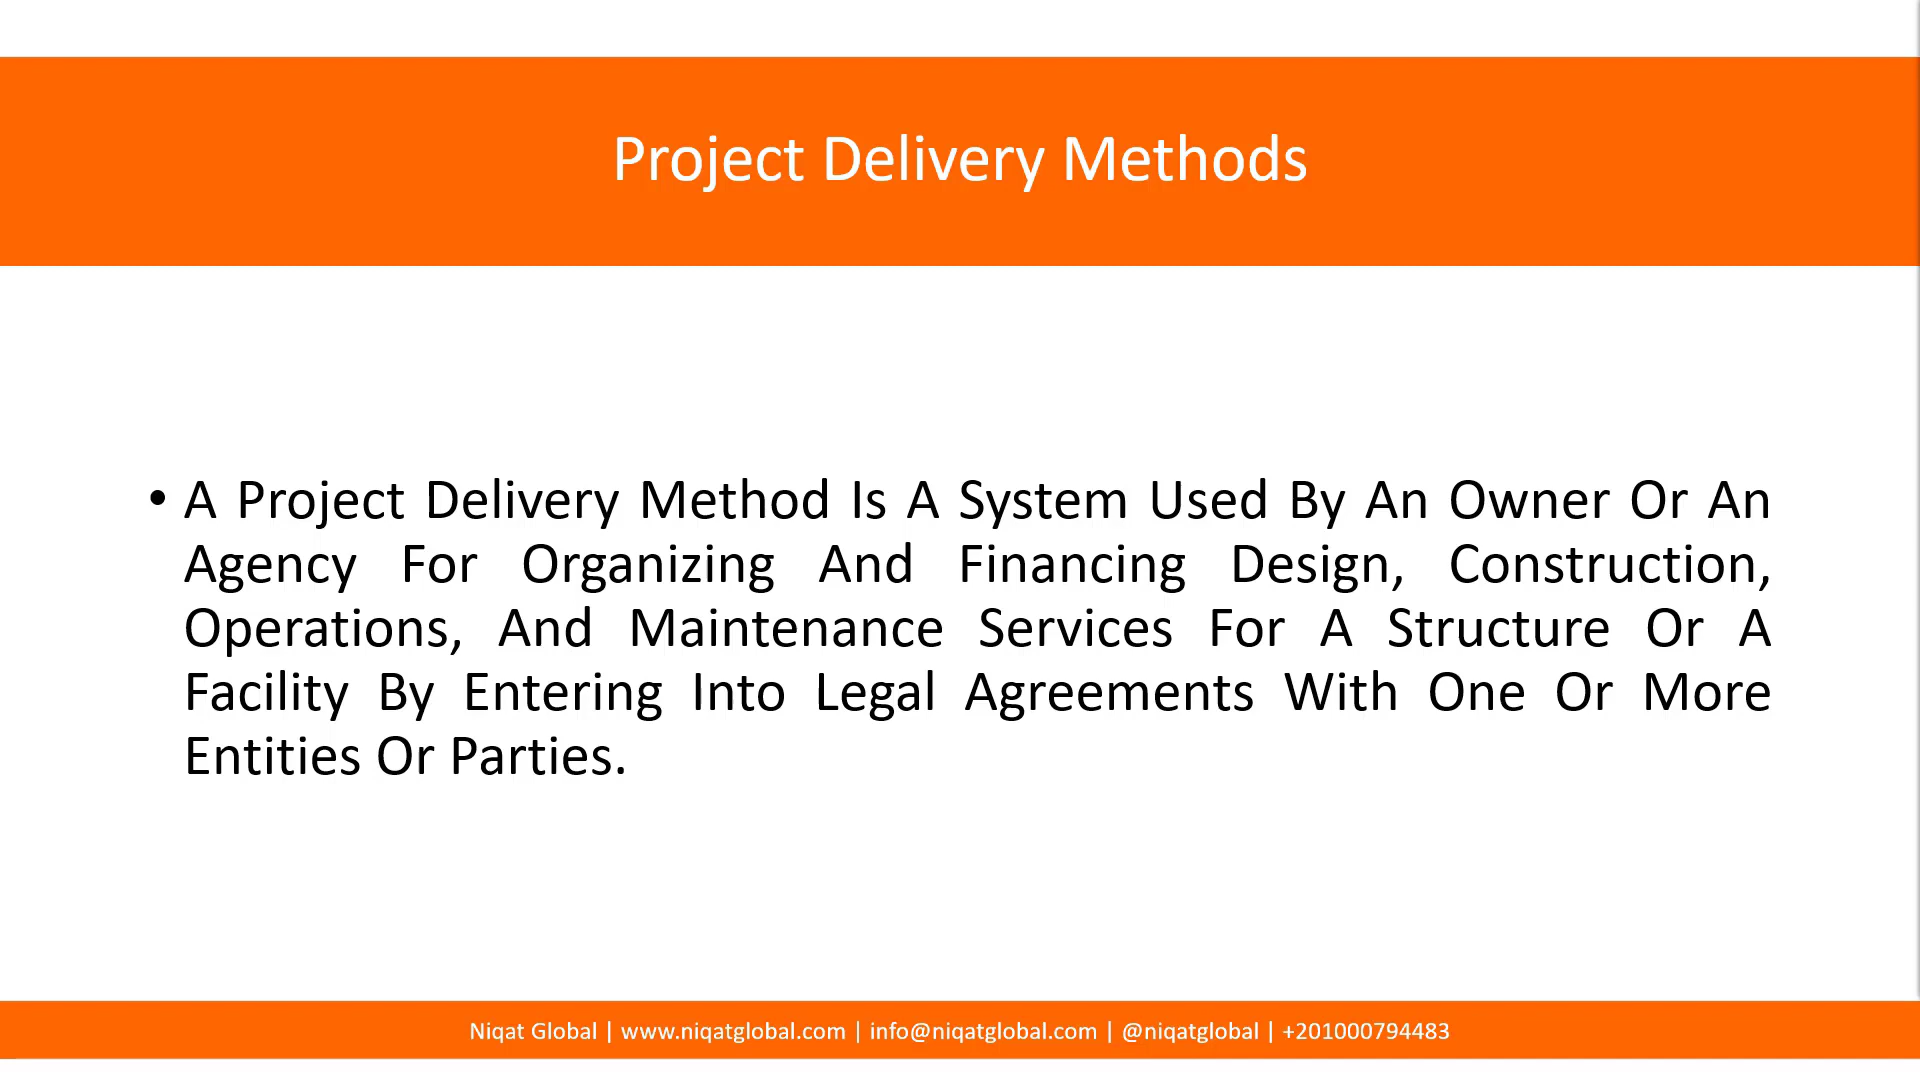 Project Delivery Methods
• A Project Delivery Method Is A System Used By An Owner Or An
Agency For Organizing And Financing Design, Construction,
Operations, And Maintenance Services For A Structure Or A
Facility By Entering Into Legal Agreements With One Or More
Entities Or Parties.
Niqat Global | www.niqatglobal.com | info@niqatglobal.com | @niqatglobal | +201000794483